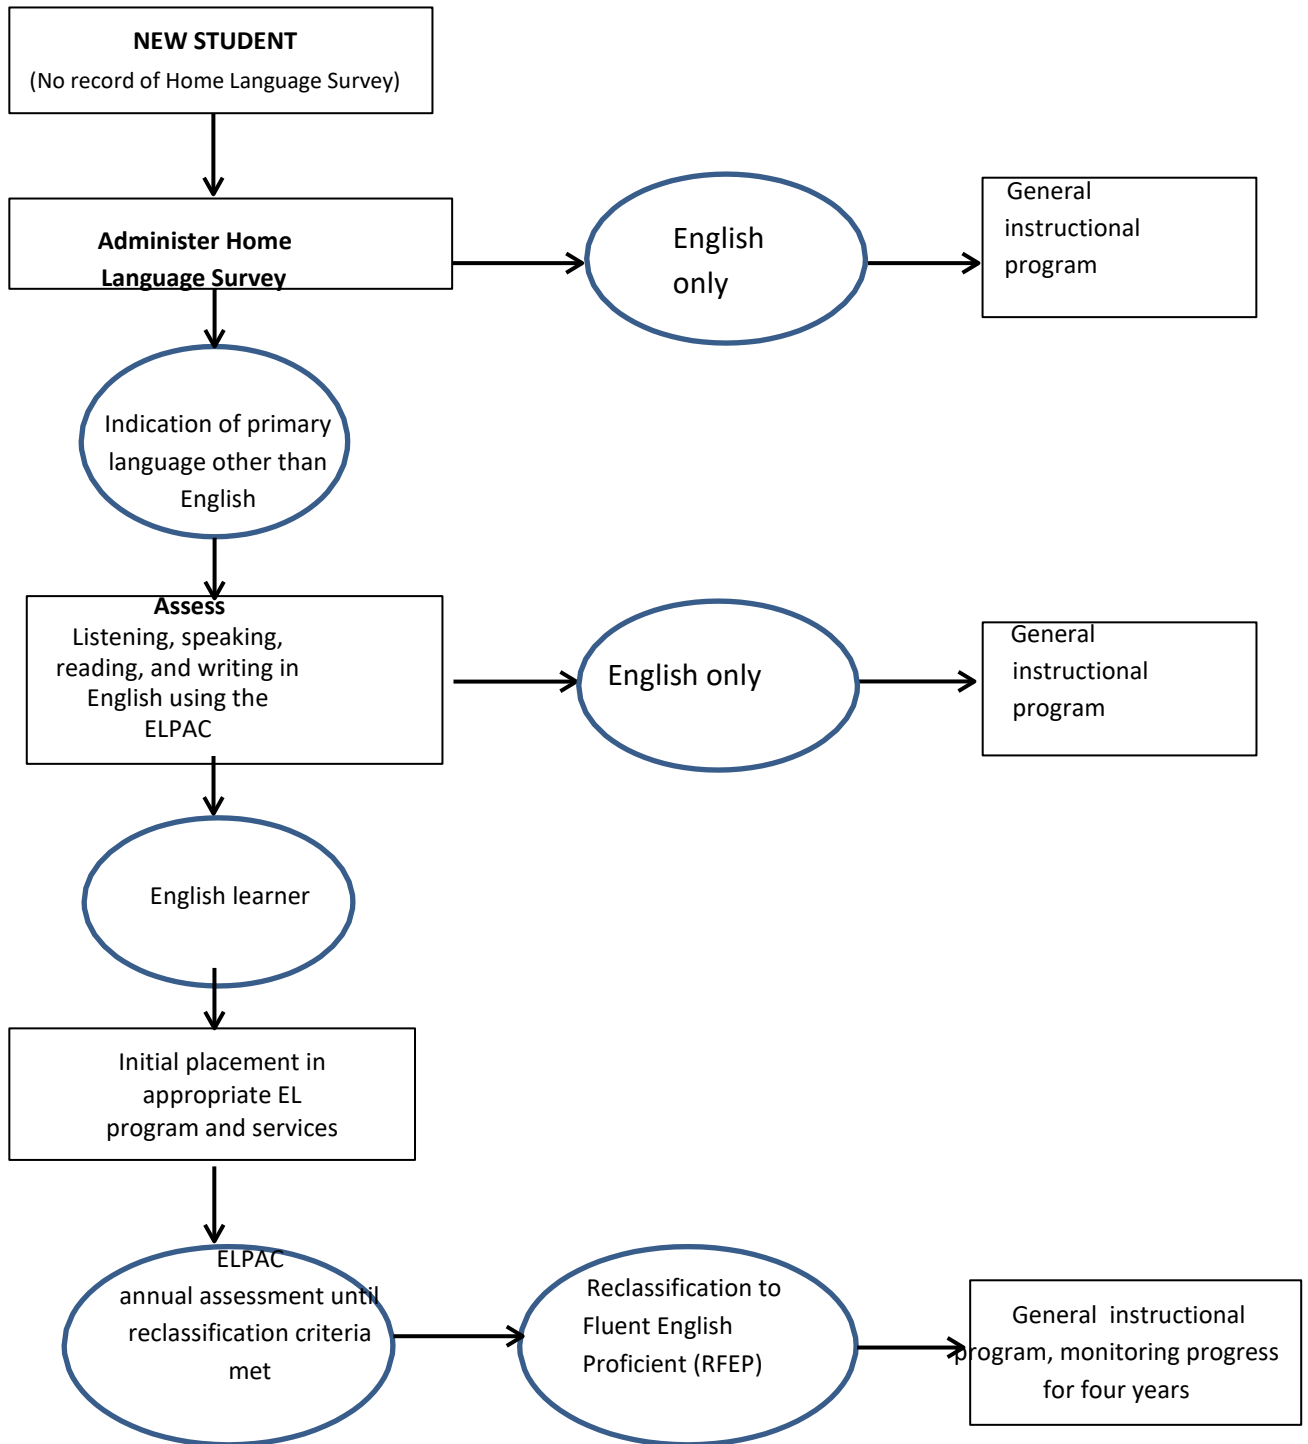 NEW STUDENT
(No record of Home Language Survey)
Administer Home
Language Survey
English
only
General
instructional
program
Indication of primary
language other than
English
Assess
Listening, speaking,
reading, and writing in
English using the
ELPAC
English only
General
instructional
program
English learner
Initial placement in
appropriate EL
program and services
ELPAC
annual assessment until
reclassification criteria
met
Reclassification to
Fluent English
Proficient (RFEP)
General instructional
program, monitoring progress
for four years